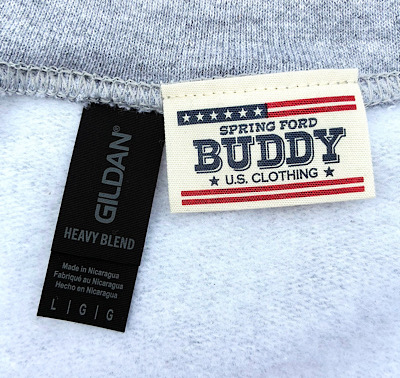 GILDAN®
HEAVY BLEND
Made in Nicaragua
Fabriqué au Nicaragua
Hecho en Nicaragua
L | G | G
SPRING FORD
BUDDY
U.S. CLOTHING